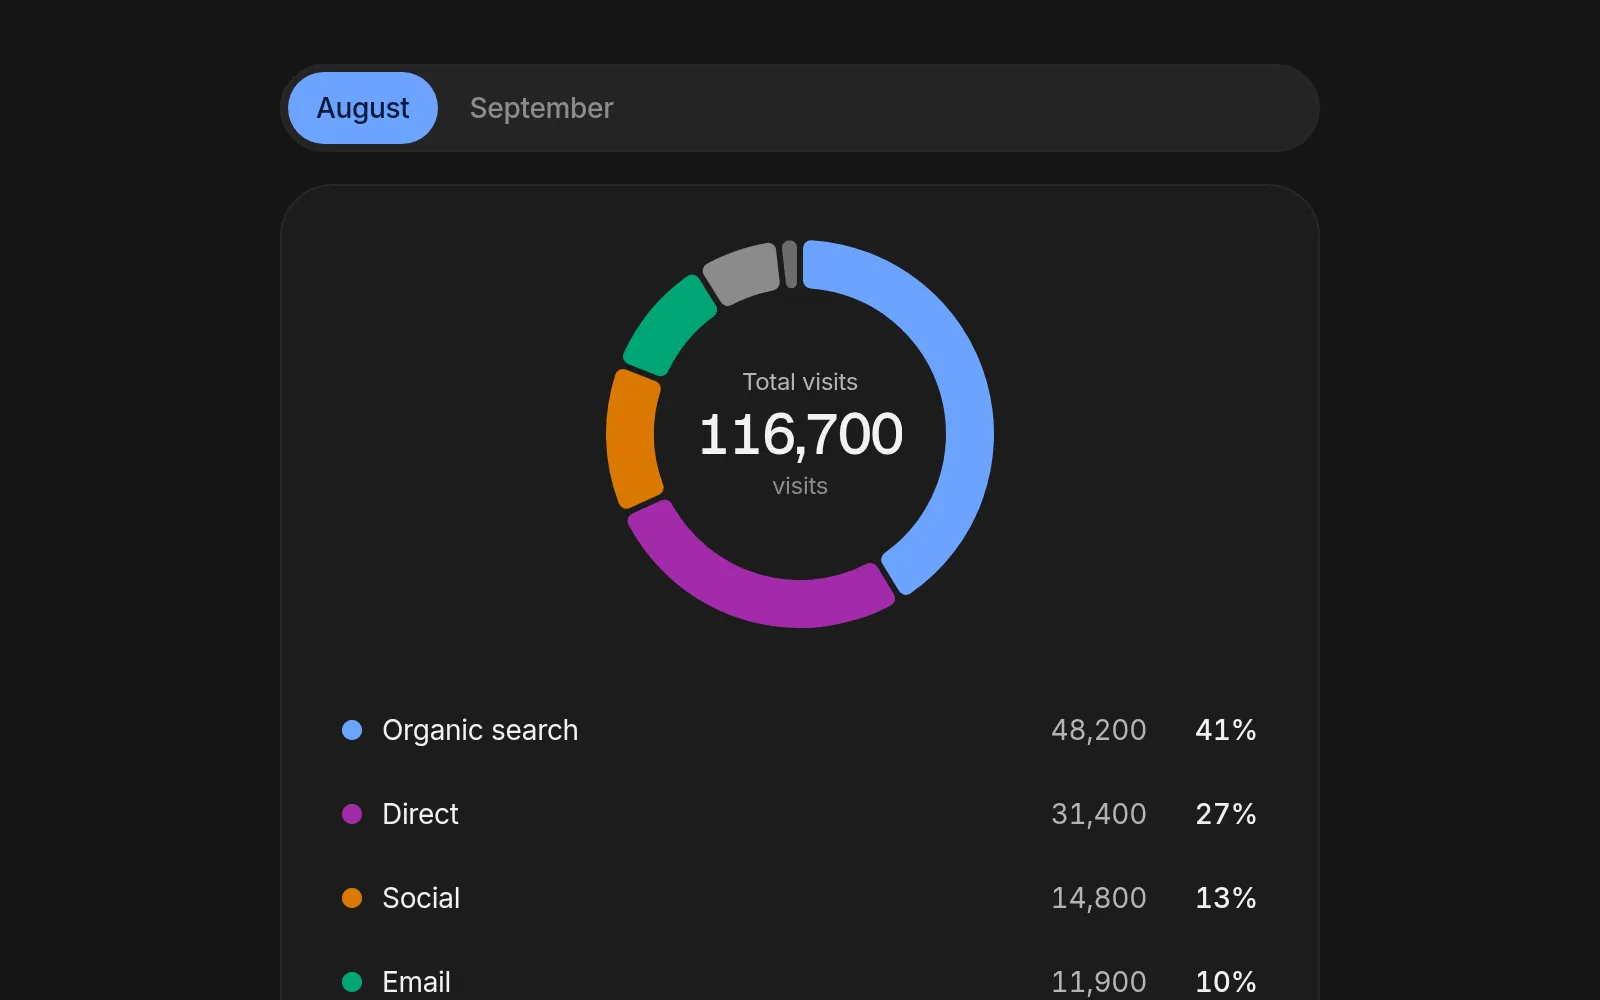 August
September
Total visits
116,700
visits
Organic search 48,200 41%
Direct 31,400 27%
Social 14,800 13%
Email 11,900 10%